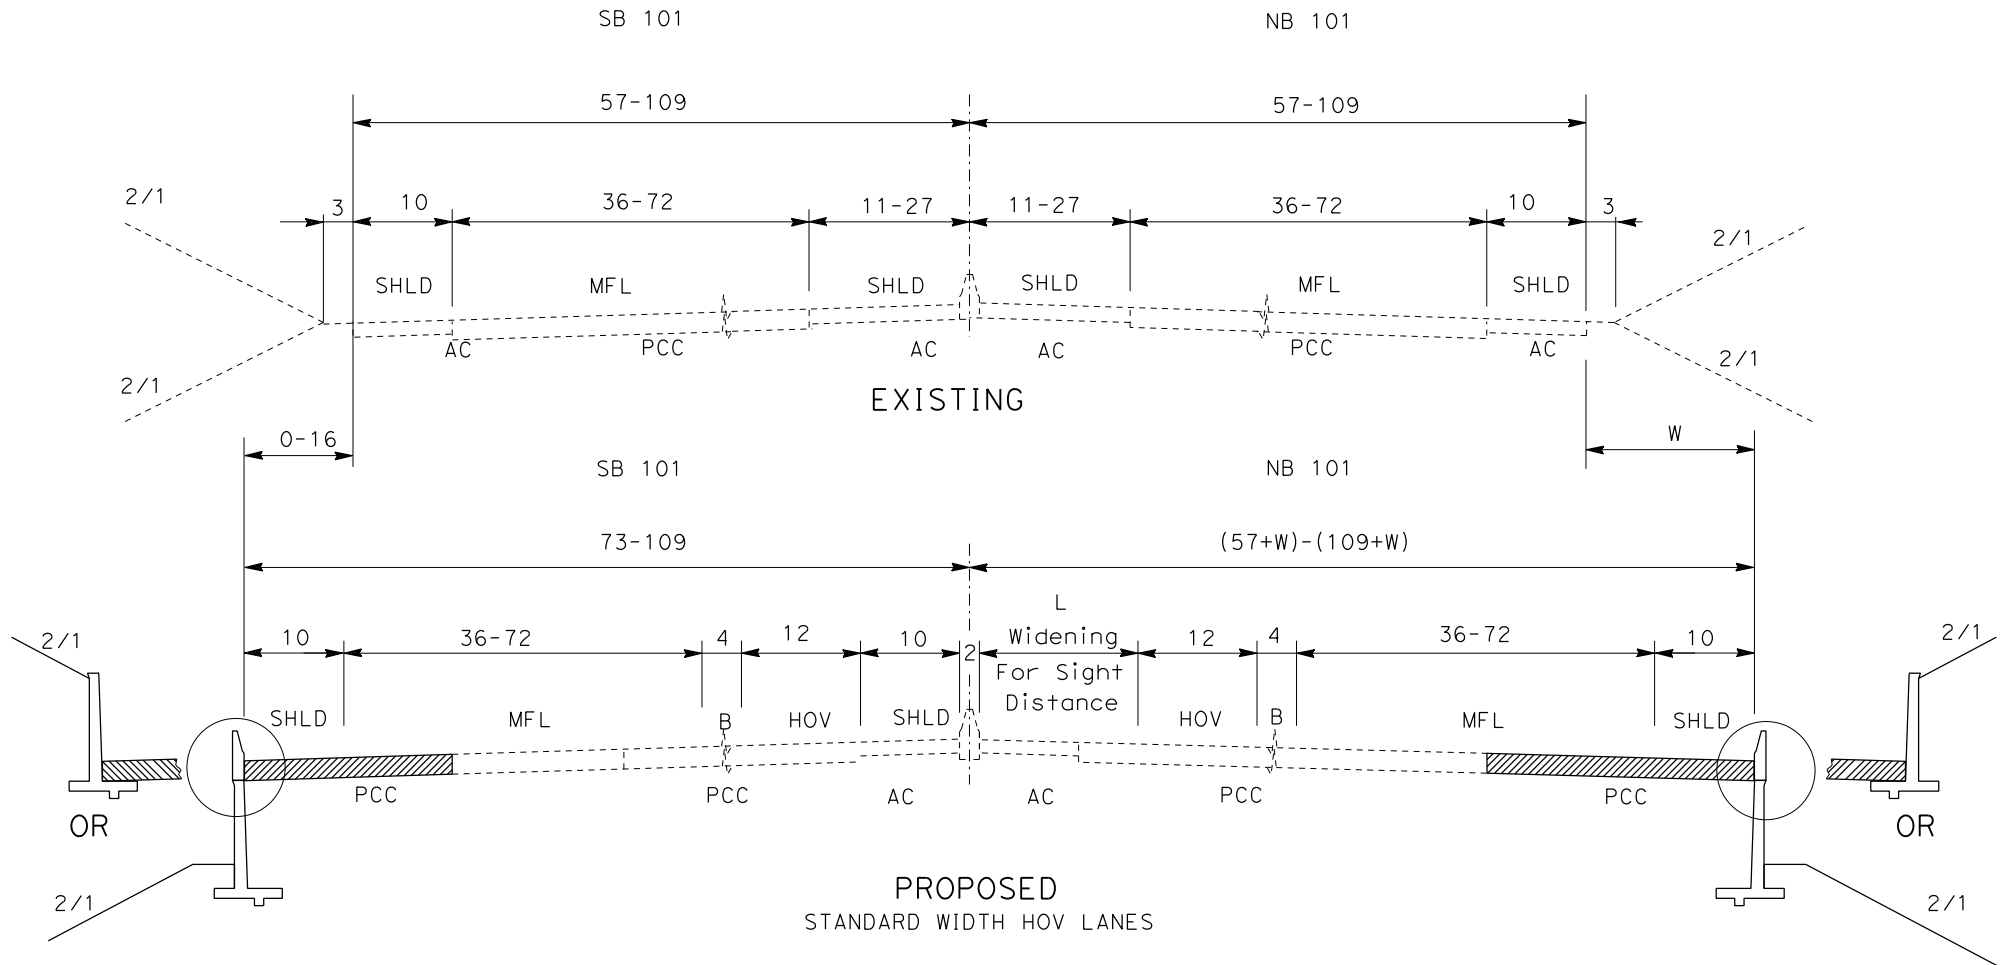 SB 101 NB 101
57-109 57-109
2/1 3 10 36-72 11-27 11-27 36-72 10 3 2/1
SHLD MFL SHLD SHLD MFL SHLD
2/1 AC PCC AC AC PCC AC 2/1
EXISTING
0-16 W
SB 101 NB 101
73-109 (57+W)-(109+W)
L
Widening
For Sight
Distance
2/1 10 36-72 4 12 10 2 12 4 36-72 10 2/1
SHLD MFL B HOV SHLD HOV B MFL SHLD
PCC PCC AC AC PCC PCC
OR OR
2/1 2/1
PROPOSED
STANDARD WIDTH HOV LANES